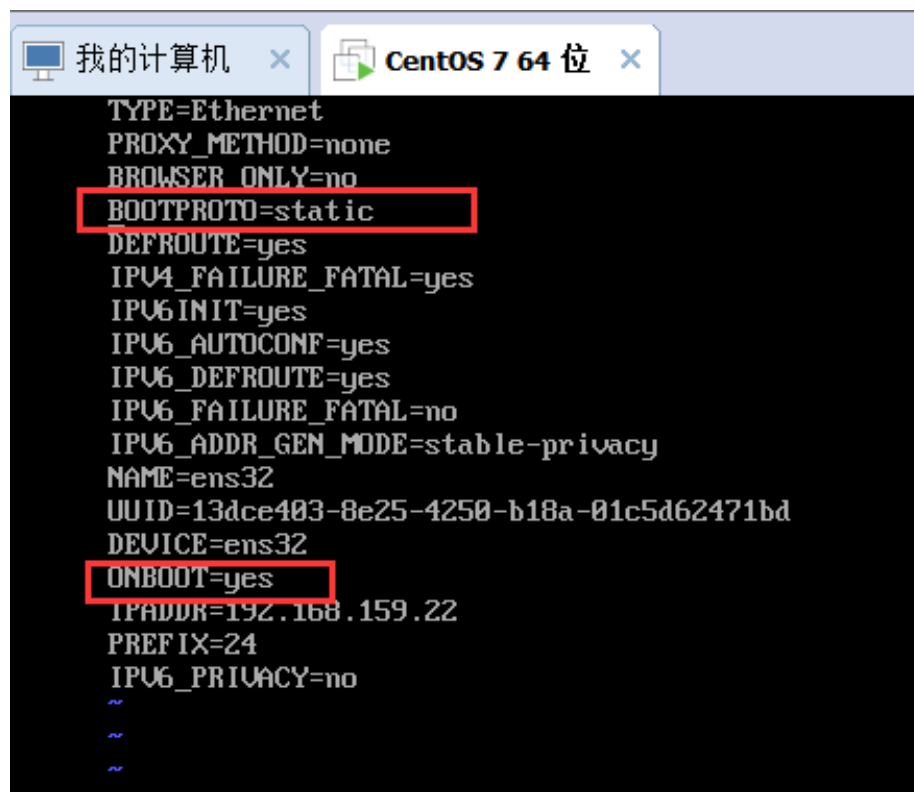 我的计算机 ×
CentOS 7 64 位 ×
TYPE=Ethernet
PROXY_METHOD=none
BROWSER_ONLY=no
BOOTPROTO=static
DEFROUTE=yes
IPV4_FAILURE_FATAL=yes
IPV6INIT=yes
IPV6_AUTOCONF=yes
IPV6_DEFROUTE=yes
IPV6_FAILURE_FATAL=no
IPV6_ADDR_GEN_MODE=stable-privacy
NAME=ens32
UUID=13dce403-8e25-4250-b18a-01c5d62471bd
DEVICE=ens32
ONBOOT=yes
IPADDR=192.168.159.22
PREFIX=24
IPV6_PRIVACY=no
~
~
~